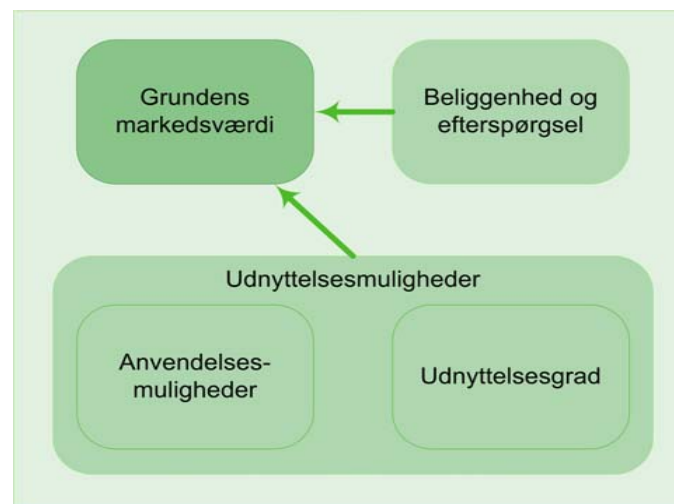 Grundens
markedsværdi
Beliggenhed og
efterspørgsel
Udnyttelsesmuligheder
Anvendelses-
muligheder
Udnyttelsesgrad